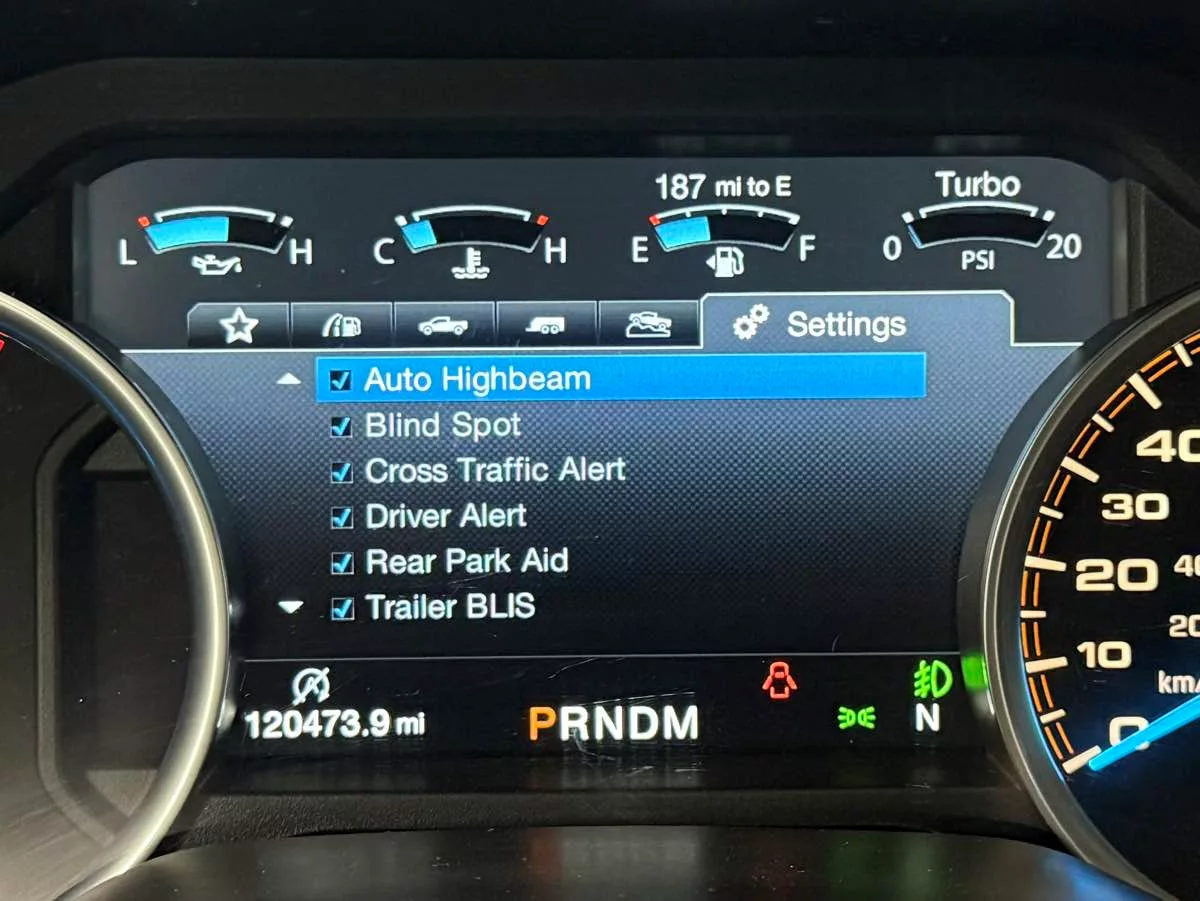 187 mi to E
Turbo
L H
C H
E F
0 20
PSI
Settings
Auto Highbeam
Blind Spot
Cross Traffic Alert
Driver Alert
Rear Park Aid
Trailer BLIS
120473.9 mi
PRNDM
N
40
30
20
10
0
20